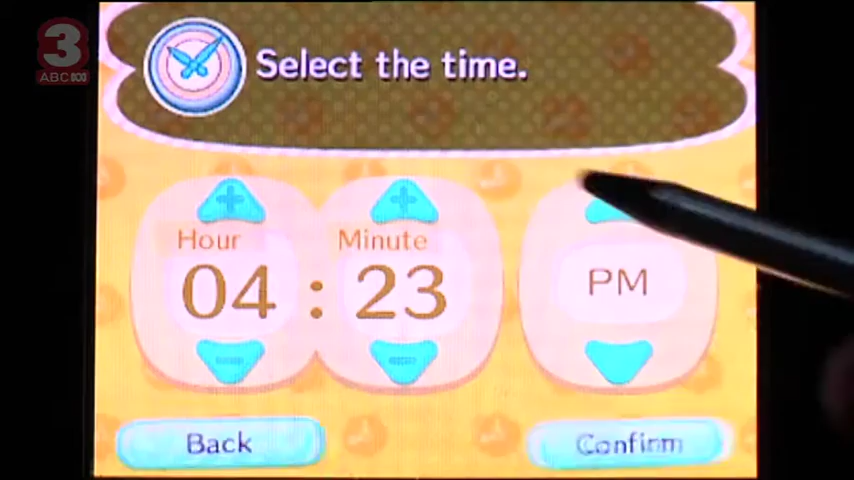 3
ABC
Select the time.
Hour
Minute
04 : 23
PM
Back
Confirm